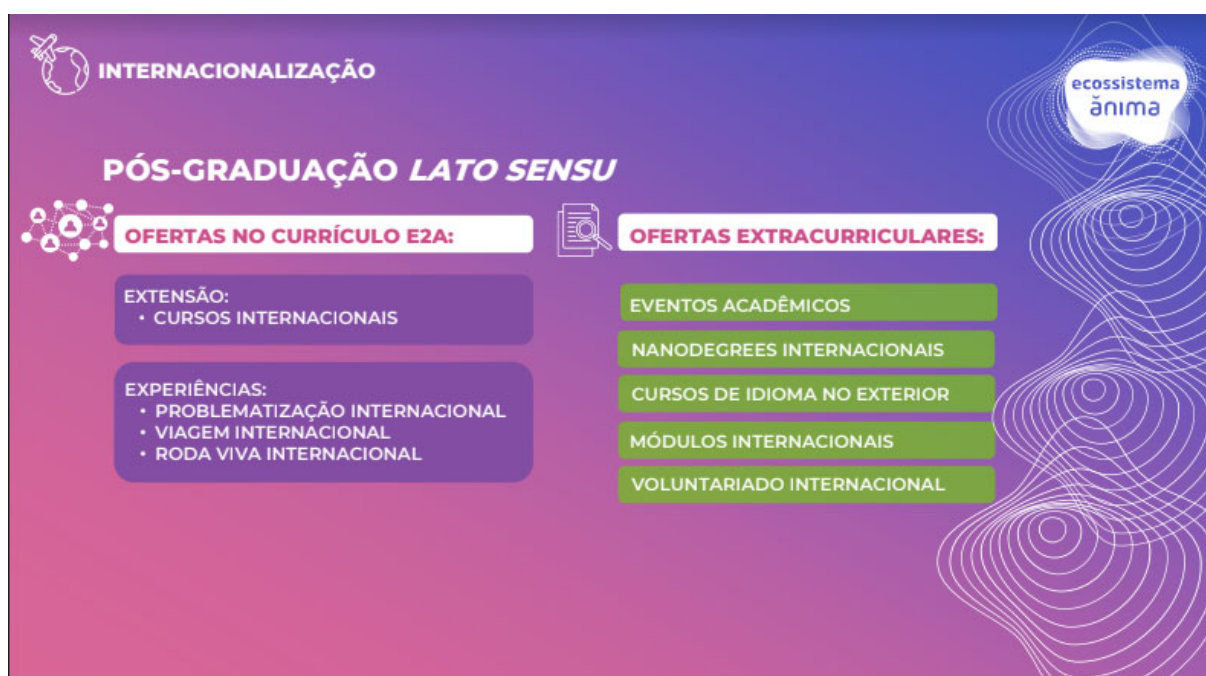 INTERNACIONALIZAÇÃO
ecossistema
ănıma
PÓS-GRADUAÇÃO LATO SENSU
OFERTAS NO CURRÍCULO E2A:
EXTENSÃO:
• CURSOS INTERNACIONAIS
EXPERIÊNCIAS:
• PROBLEMATIZAÇÃO INTERNACIONAL
• VIAGEM INTERNACIONAL
• RODA VIVA INTERNACIONAL
OFERTAS EXTRACURRICULARES:
EVENTOS ACADÊMICOS
NANODEGREES INTERNACIONAIS
CURSOS DE IDIOMA NO EXTERIOR
MÓDULOS INTERNACIONAIS
VOLUNTARIADO INTERNACIONAL